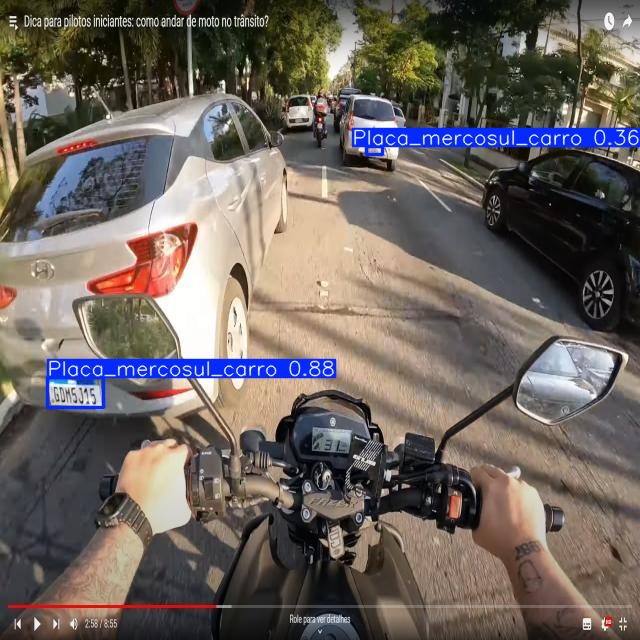 Dica para pilotos iniciantes: como andar de moto no trânsito?
Placa_mercosul_carro 0.36
Placa_mercosul_carro 0.88
GDM5J15
31
2:58 / 8:55
Role para ver detalhes